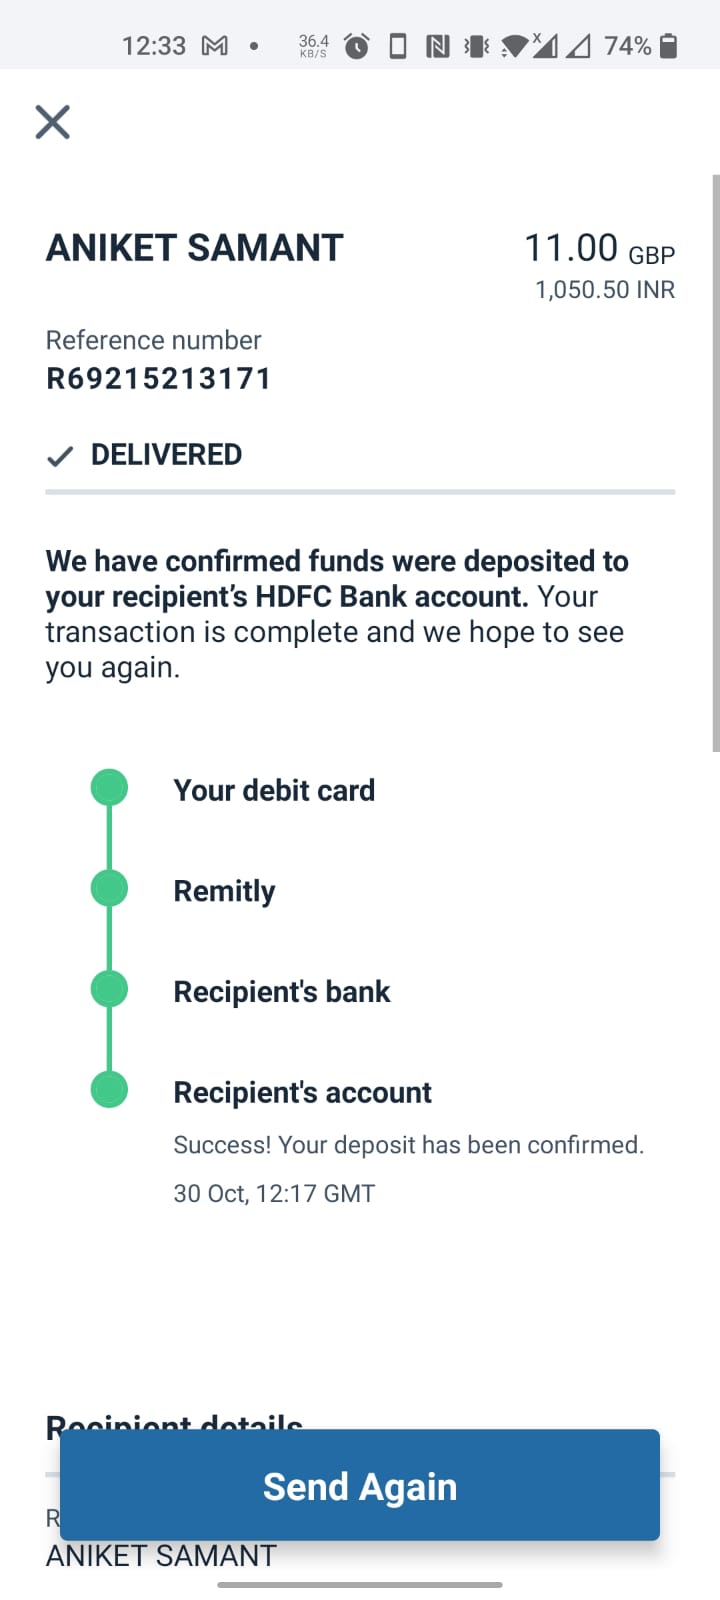 12:33
36.4
KB/S
74%
ANIKET SAMANT
11.00 GBP
1,050.50 INR
Reference number
R69215213171
DELIVERED
We have confirmed funds were deposited to
your recipient's HDFC Bank account. Your
transaction is complete and we hope to see
you again.
Your debit card
Remitly
Recipient's bank
Recipient's account
Success! Your deposit has been confirmed.
30 Oct, 12:17 GMT
Recipient details
Send Again
R
ANIKET SAMANT